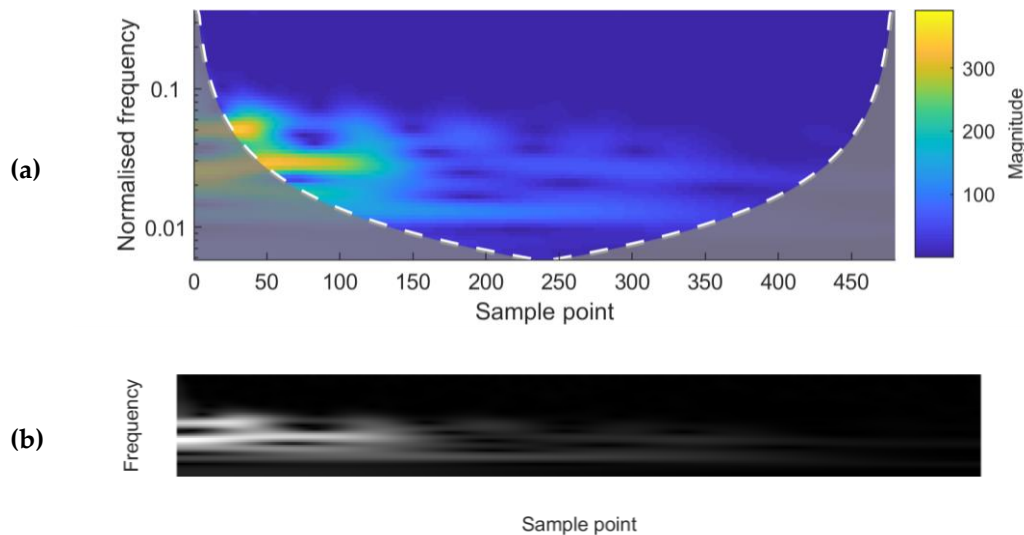 (a)
Normalised frequency
0.1
0.01
0 50 100 150 200 250 300 350 400 450
Sample point
300
200
100
Magnitude
(b)
Frequency
Sample point